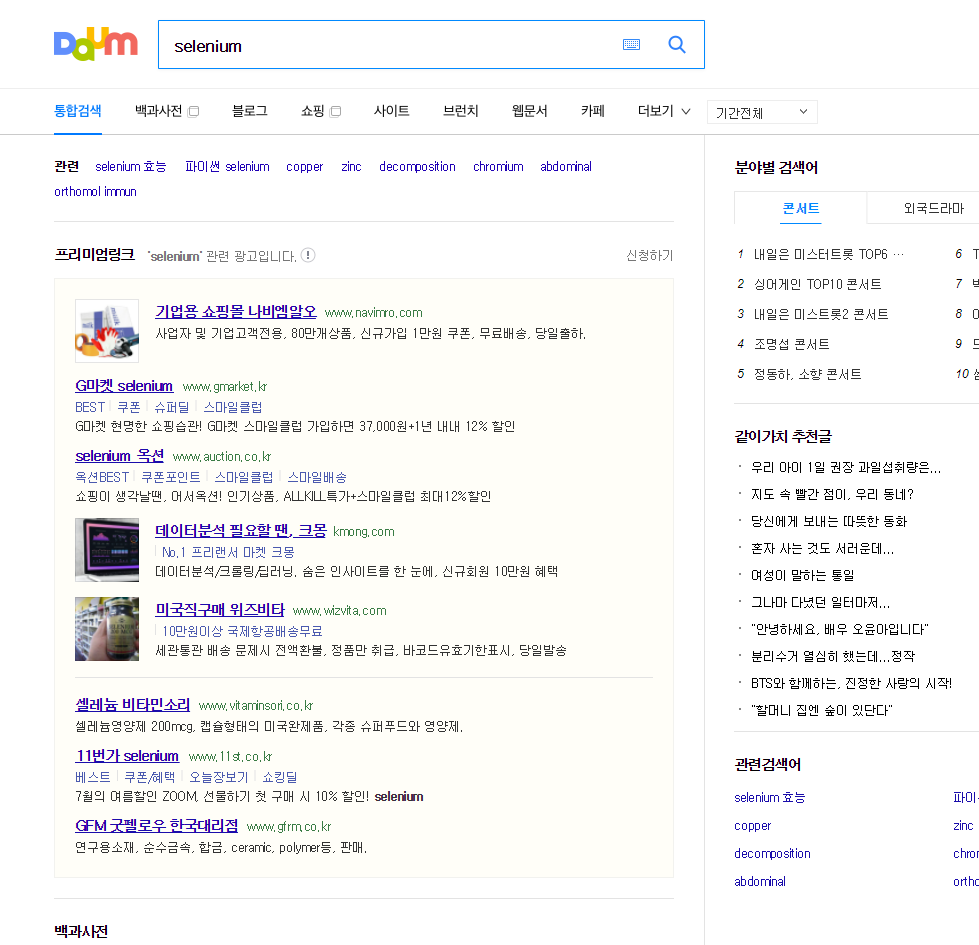 Daum
selenium
통합검색 백과사전 블로그 쇼핑 사이트 브런치 웹문서 카페 더보기 기간전체
관련 selenium 효능 파이썬 selenium copper zinc decomposition chromium abdominal
orthomol immun
프리미엄링크 'selenium' 관련 광고입니다. 신청하기
기업용 쇼핑몰 나비엠알오 www.navimro.com
사업자 및 기업고객전용, 80만개상품, 신규가입 1만원 쿠폰, 무료배송, 당일출하.
G마켓 selenium www.gmarket.kr
BEST 쿠폰 슈퍼딜 스마일클럽
G마켓 현명한 쇼핑습관! G마켓 스마일클럽 가입하면 37,000원+1년 내내 12% 할인
selenium 옥션 www.auction.co.kr
옥션BEST 쿠폰포인트 스마일클럽 스마일배송
쇼핑이 생각날땐, 어서옥션! 인기상품, ALLKILL특가+스마일클럽 최대12%할인
데이터분석 필요할 땐, 크몽 kmong.com
No.1 프리랜서 마켓 크몽
데이터분석/크롤링/딥러닝. 숨은 인사이트를 한 눈에, 신규회원 10만원 혜택
미국직구매 위즈비타 www.wizvita.com
10만원이상 국제항공배송무료
세관통관 배송 문제시 전액환불, 정품만 취급, 바코드유효기한표시, 당일발송
셀레늄 비타민소리 www.vitaminsori.co.kr
셀레늄영양제 200mcg, 캡슐형태의 미국완제품, 각종 슈퍼푸드와 영양제.
11번가 selenium www.11st.co.kr
베스트 쿠폰/혜택 오늘장보기 쇼킹딜
7월의 여름할인 ZOOM. 선물하기 첫 구매 시 10% 할인! selenium
GFM 굿펠로우 한국대리점 www.gfrm.co.kr
연구용소재, 순수금속, 합금, ceramic, polymer등, 판매.
백과사전
분야별 검색어
콘서트 외국드라마
1 내일은 미스터트롯 TOP6 ··· 6
2 싱어게인 TOP10 콘서트 7
3 내일은 미스트롯2 콘서트 8
4 조명섭 콘서트 9
5 정동하, 소향 콘서트 10
같이가치 추천글
· 우리 아이 1일 권장 과일섭취량은...
· 지도 속 빨간 점이, 우리 동네?
· 당신에게 보내는 따뜻한 동화
· 혼자 사는 것도 서러운데...
· 여성이 말하는 통일
· 그나마 다녔던 일터마저...
· "안녕하세요, 배우 오윤아입니다"
· 분리수거 열심히 했는데...정작
· BTS와 함께하는, 진정한 사랑의 시작!
· "할머니 집엔 숲이 있단다"
관련검색어
selenium 효능 파이
copper zinc
decomposition chro
abdominal ortho